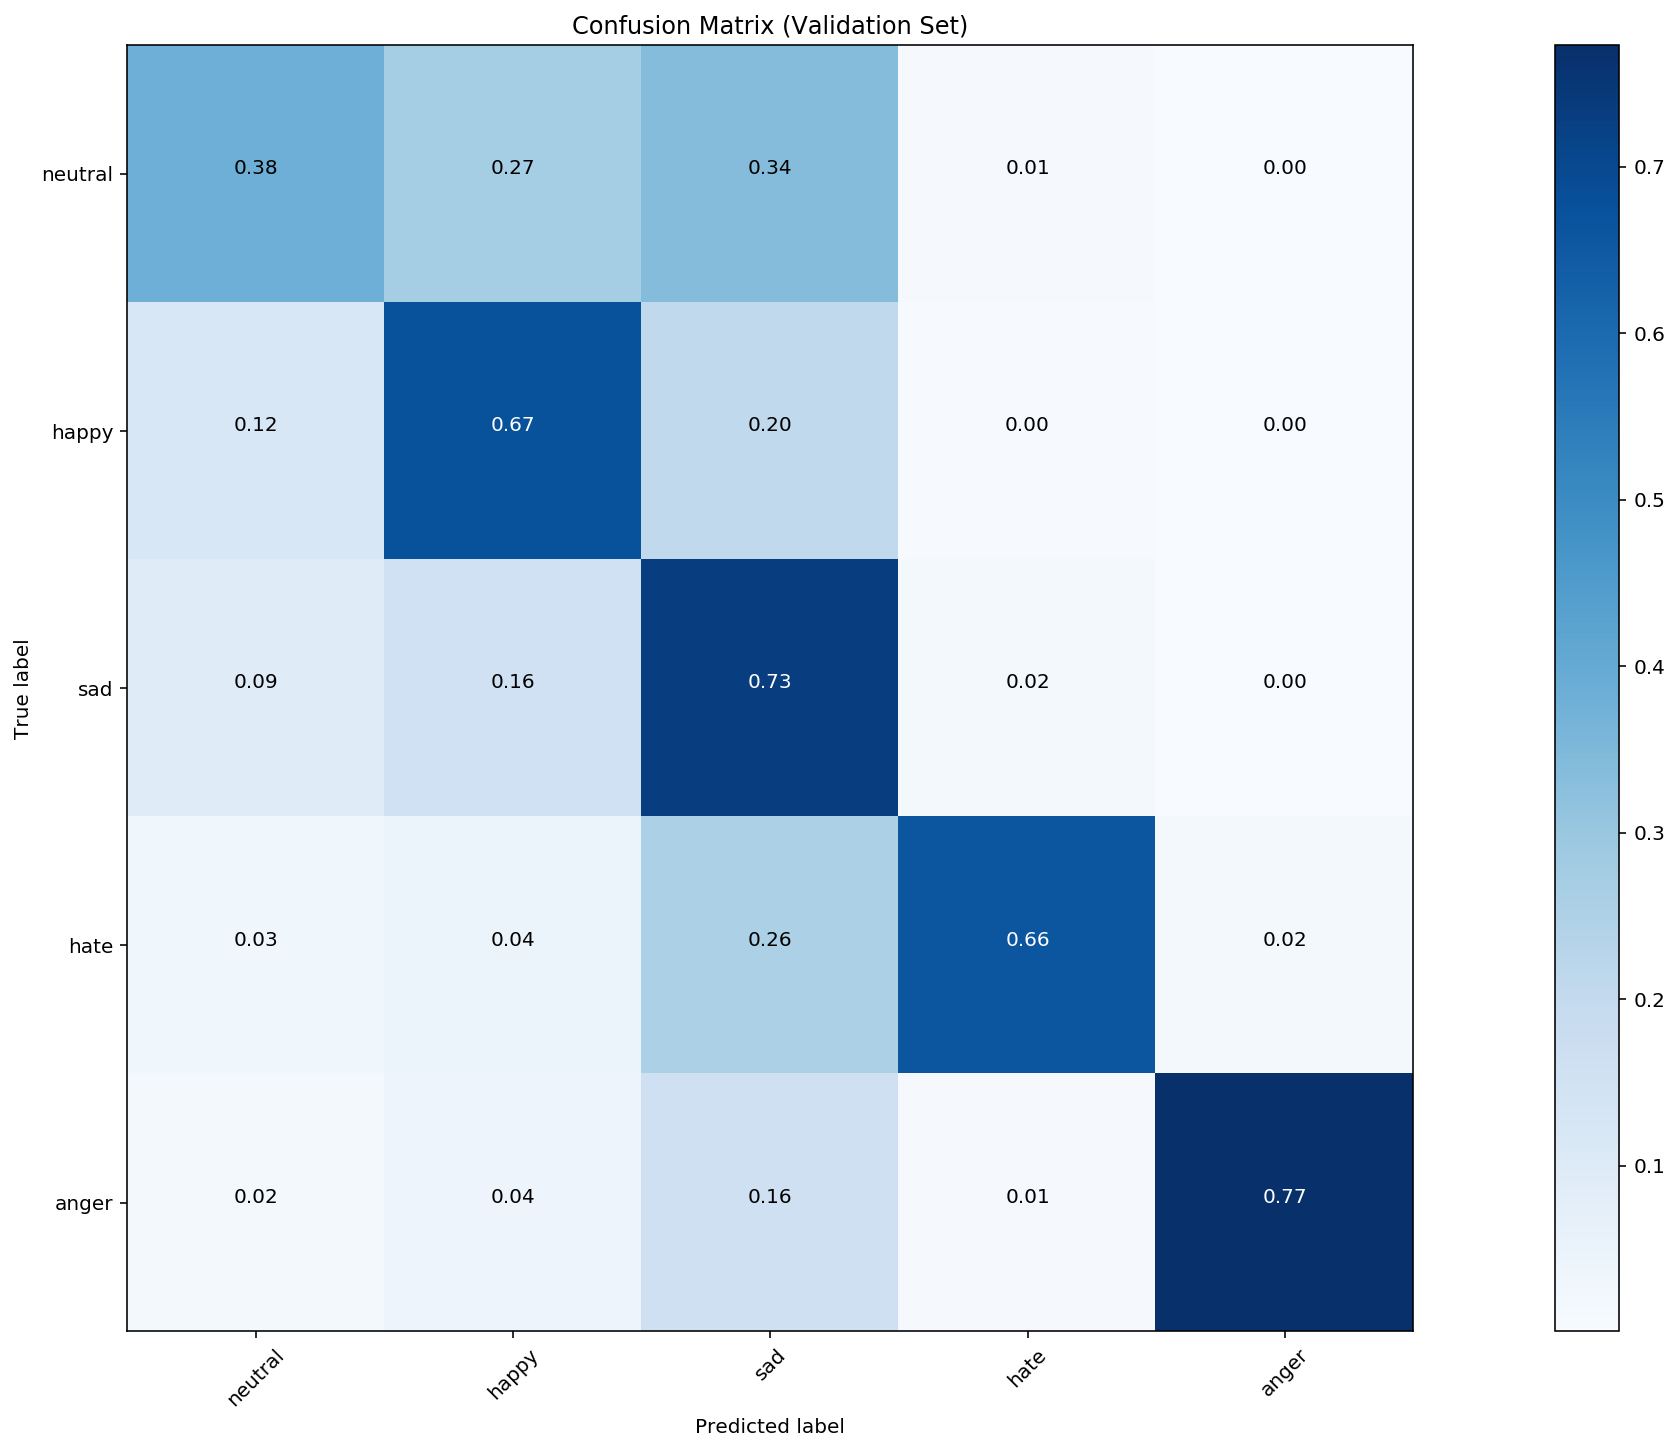 Confusion Matrix (Validation Set)
neutral 0.38 0.27 0.34 0.01 0.00
happy 0.12 0.67 0.20 0.00 0.00
sad 0.09 0.16 0.73 0.02 0.00
hate 0.03 0.04 0.26 0.66 0.02
anger 0.02 0.04 0.16 0.01 0.77
True label
neutral happy sad hate anger
Predicted label
0.7
0.6
0.5
0.4
0.3
0.2
0.1